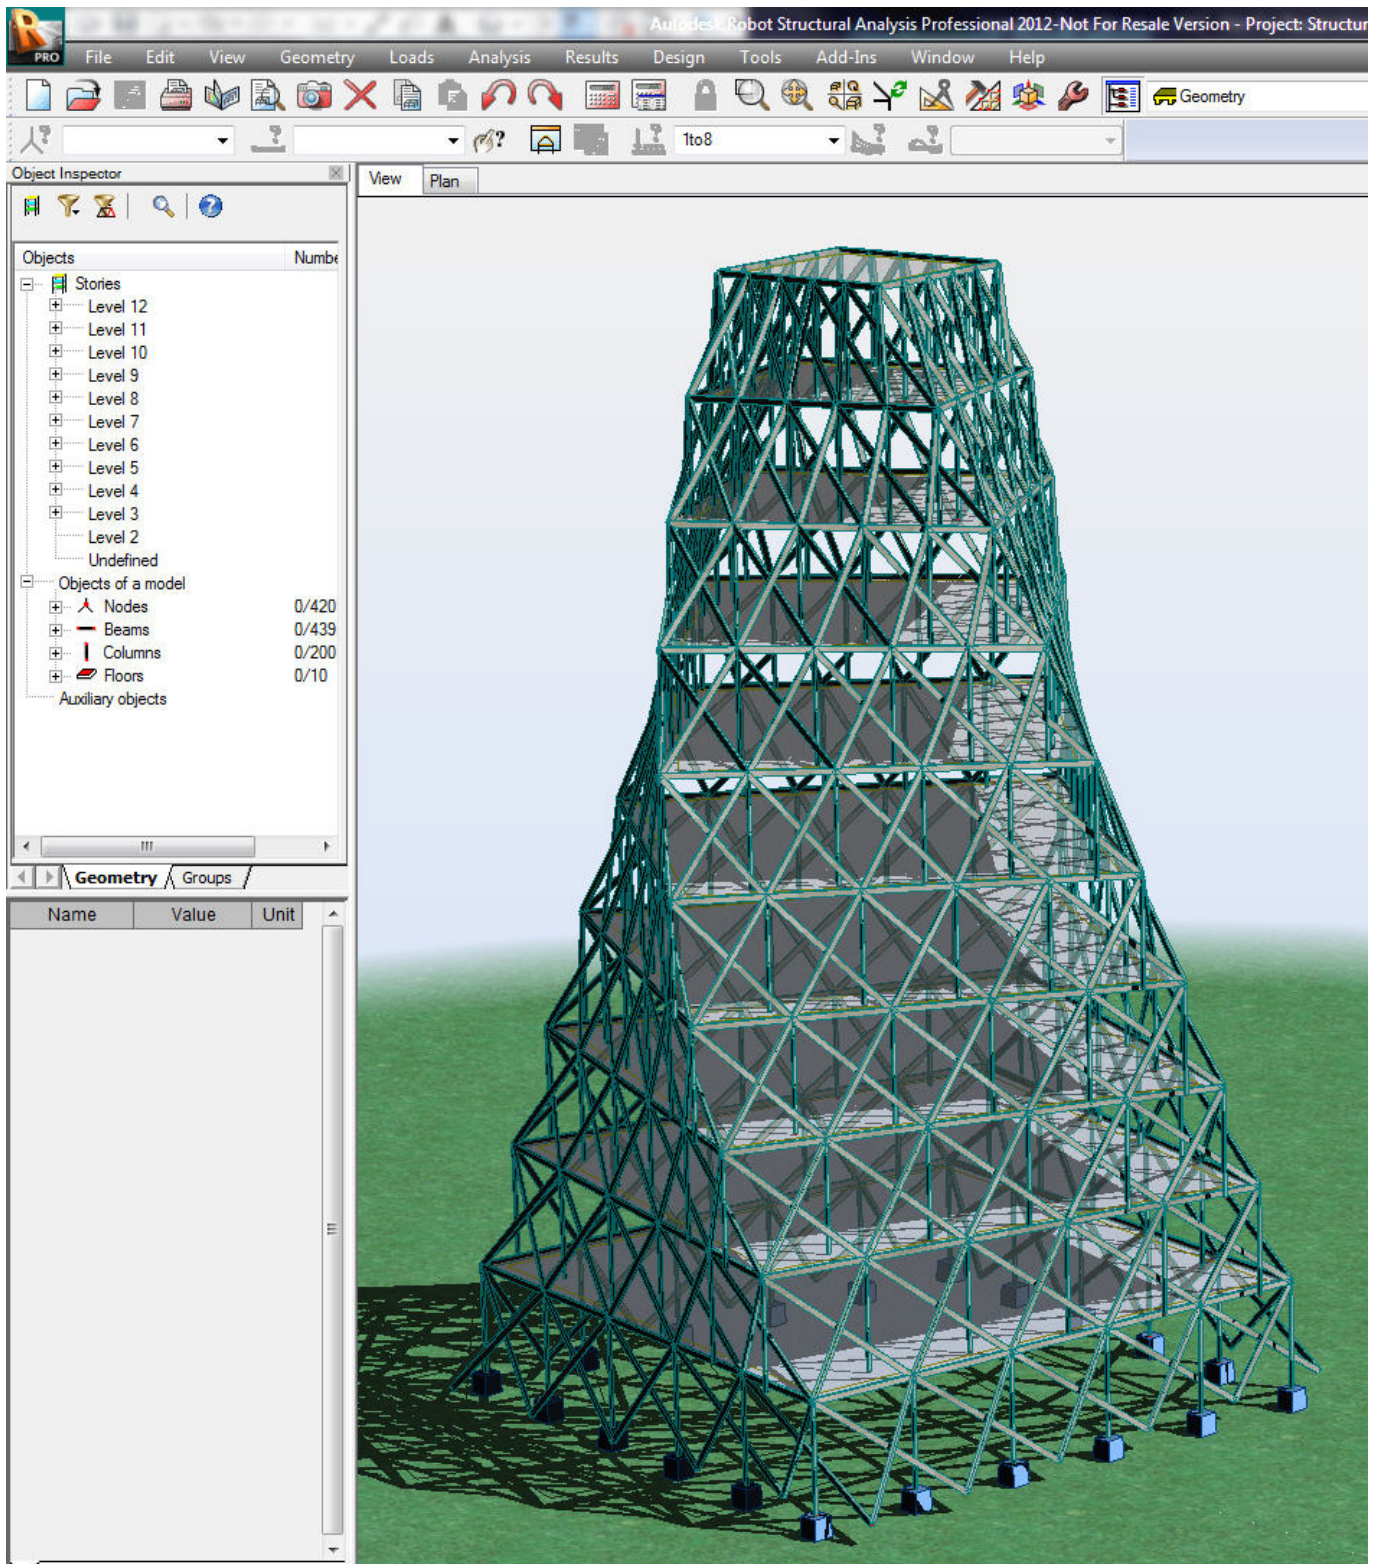 Autodesk Robot Structural Analysis Professional 2012-Not For Resale Version - Project: Structur
PRO File Edit View Geometry Loads Analysis Results Design Tools Add-Ins Window Help
Geometry
1to8
Object Inspector
View Plan
Objects Numbe
Stories
Level 12
Level 11
Level 10
Level 9
Level 8
Level 7
Level 6
Level 5
Level 4
Level 3
Level 2
Undefined
Objects of a model
Nodes 0/420
Beams 0/439
Columns 0/200
Floors 0/10
Auxiliary objects
Geometry Groups
Name Value Unit